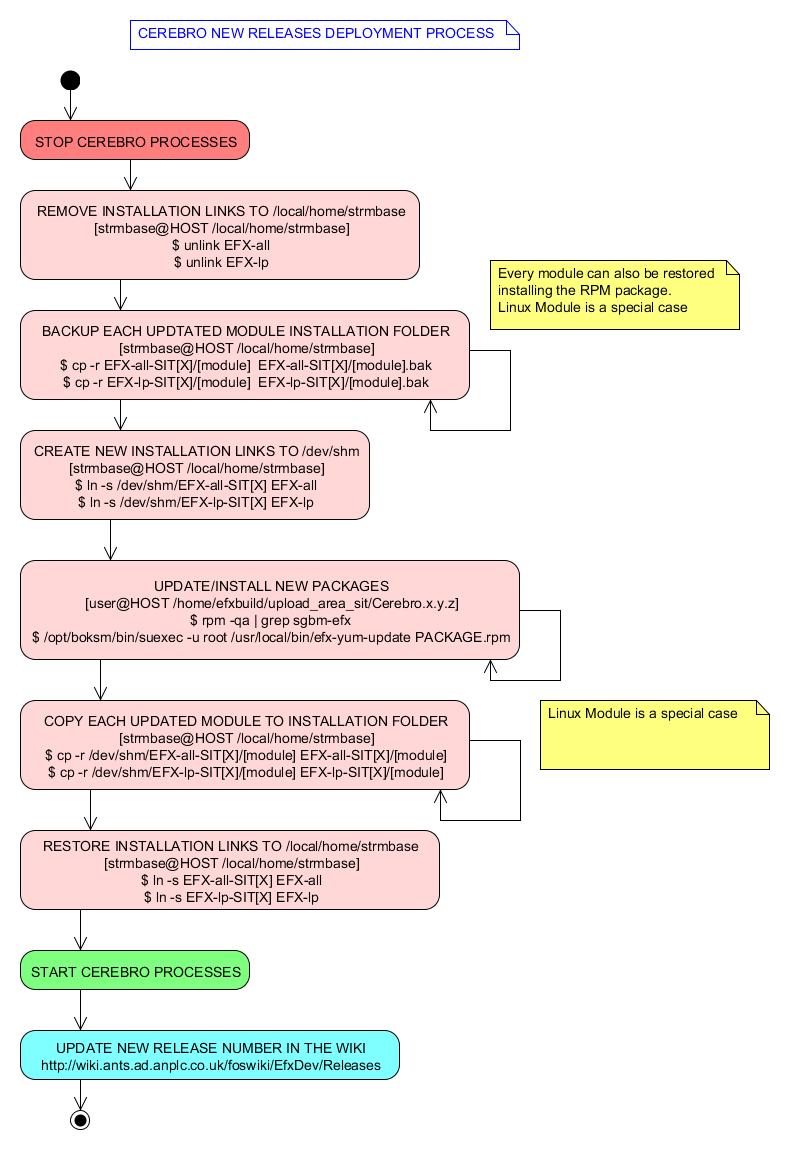 CEREBRO NEW RELEASES DEPLOYMENT PROCESS
STOP CEREBRO PROCESSES
REMOVE INSTALLATION LINKS TO /local/home/strmbase
[strmbase@HOST /local/home/strmbase]
$ unlink EFX-all
$ unlink EFX-lp
Every module can also be restored
installing the RPM package.
Linux Module is a special case
BACKUP EACH UPDTATED MODULE INSTALLATION FOLDER
[strmbase@HOST /local/home/strmbase]
$ cp -r EFX-all-SIT[X]/[module]  EFX-all-SIT[X]/[module].bak
$ cp -r EFX-lp-SIT[X]/[module]  EFX-lp-SIT[X]/[module].bak
CREATE NEW INSTALLATION LINKS TO /dev/shm
[strmbase@HOST /local/home/strmbase]
$ ln -s /dev/shm/EFX-all-SIT[X] EFX-all
$ ln -s /dev/shm/EFX-lp-SIT[X] EFX-lp
UPDATE/INSTALL NEW PACKAGES
[user@HOST /home/efxbuild/upload_area_sit/Cerebro.x.y.z]
$ rpm -qa | grep sgbm-efx
$ /opt/boksm/bin/suexec -u root /usr/local/bin/efx-yum-update PACKAGE.rpm
COPY EACH UPDATED MODULE TO INSTALLATION FOLDER
[strmbase@HOST /local/home/strmbase]
$ cp -r /dev/shm/EFX-all-SIT[X]/[module] EFX-all-SIT[X]/[module]
$ cp -r /dev/shm/EFX-lp-SIT[X]/[module] EFX-lp-SIT[X]/[module]
Linux Module is a special case
RESTORE INSTALLATION LINKS TO /local/home/strmbase
[strmbase@HOST /local/home/strmbase]
$ ln -s EFX-all-SIT[X] EFX-all
$ ln -s EFX-lp-SIT[X] EFX-lp
START CEREBRO PROCESSES
UPDATE NEW RELEASE NUMBER IN THE WIKI
http://wiki.ants.ad.anplc.co.uk/foswiki/EfxDev/Releases